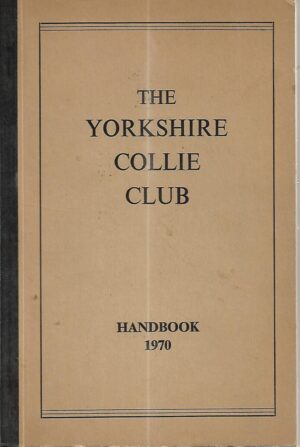 THE
YORKSHIRE
COLLIE
CLUB
HANDBOOK
1970